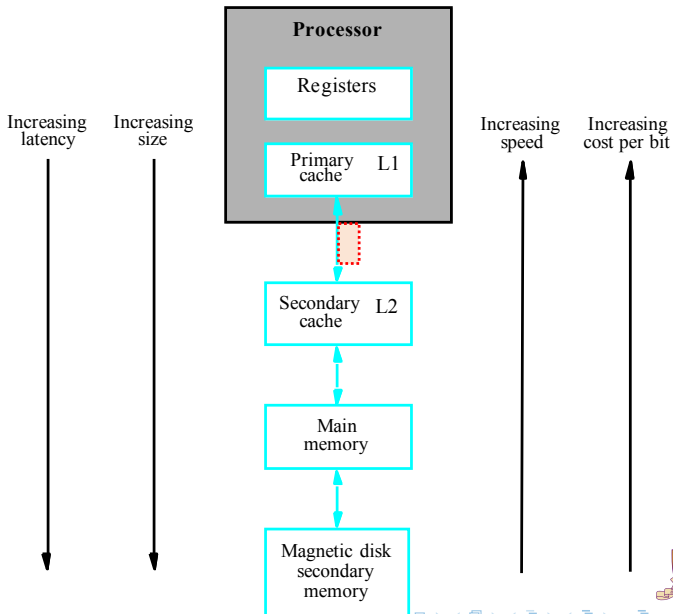 Processor
Registers
Increasing
latency
Increasing
size
Increasing
speed
Increasing
cost per bit
Primary L1
cache
Secondary L2
cache
Main
memory
Magnetic disk
secondary
memory